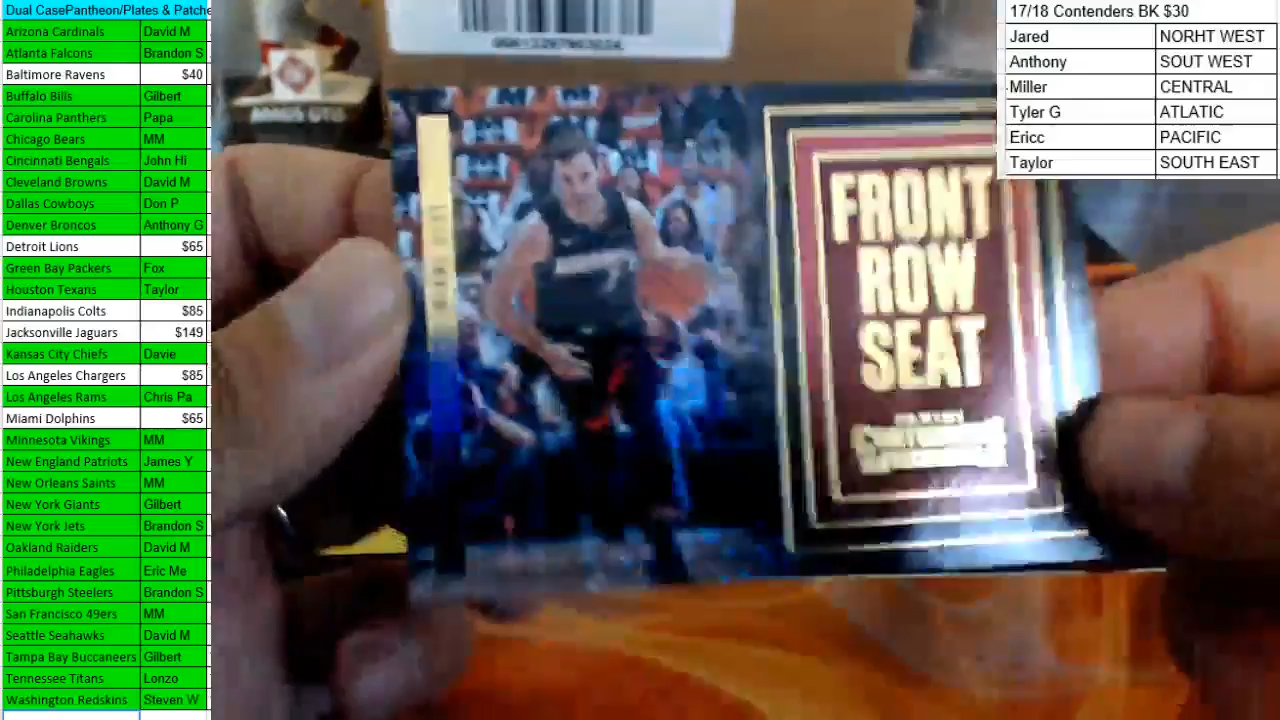 Dual CasePantheon/Plates & Patche
Arizona Cardinals David M
Atlanta Falcons Brandon S
Baltimore Ravens $40
Buffalo Bills Gilbert
Carolina Panthers Papa
Chicago Bears MM
Cincinnati Bengals John Hi
Cleveland Browns David M
Dallas Cowboys Don P
Denver Broncos Anthony G
Detroit Lions $65
Green Bay Packers Fox
Houston Texans Taylor
Indianapolis Colts $85
Jacksonville Jaguars $149
Kansas City Chiefs Davie
Los Angeles Chargers $85
Los Angeles Rams Chris Pa
Miami Dolphins $65
Minnesota Vikings MM
New England Patriots James Y
New Orleans Saints MM
New York Giants Gilbert
New York Jets Brandon S
Oakland Raiders David M
Philadelphia Eagles Eric Me
Pittsburgh Steelers Brandon S
San Francisco 49ers MM
Seattle Seahawks David M
Tampa Bay Buccaneers Gilbert
Tennessee Titans Lonzo
Washington Redskins Steven W
17/18 Contenders BK $30
Jared NORHT WEST
Anthony SOUT WEST
Miller CENTRAL
Tyler G ATLATIC
Ericc PACIFIC
Taylor SOUTH EAST
FRONT
ROW
SEAT
7